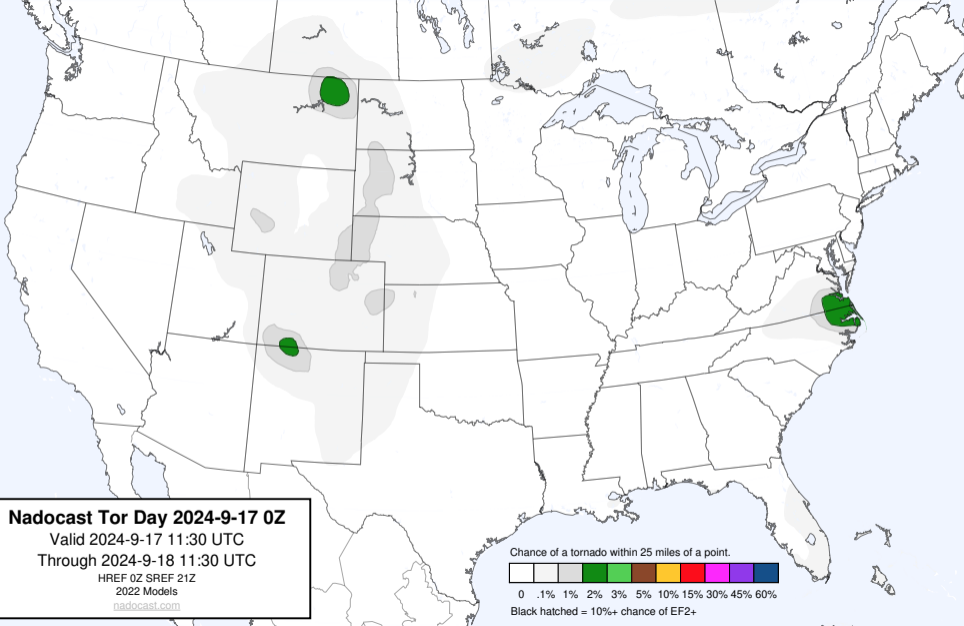 Nadocast Tor Day 2024-9-17 0Z
Valid 2024-9-17 11:30 UTC
Through 2024-9-18 11:30 UTC
HREF 0Z SREF 21Z
2022 Models
nadocast.com
Chance of a tornado within 25 miles of a point.
0 .1% 1% 2% 3% 5% 10% 15% 30% 45% 60%
Black hatched = 10%+ chance of EF2+